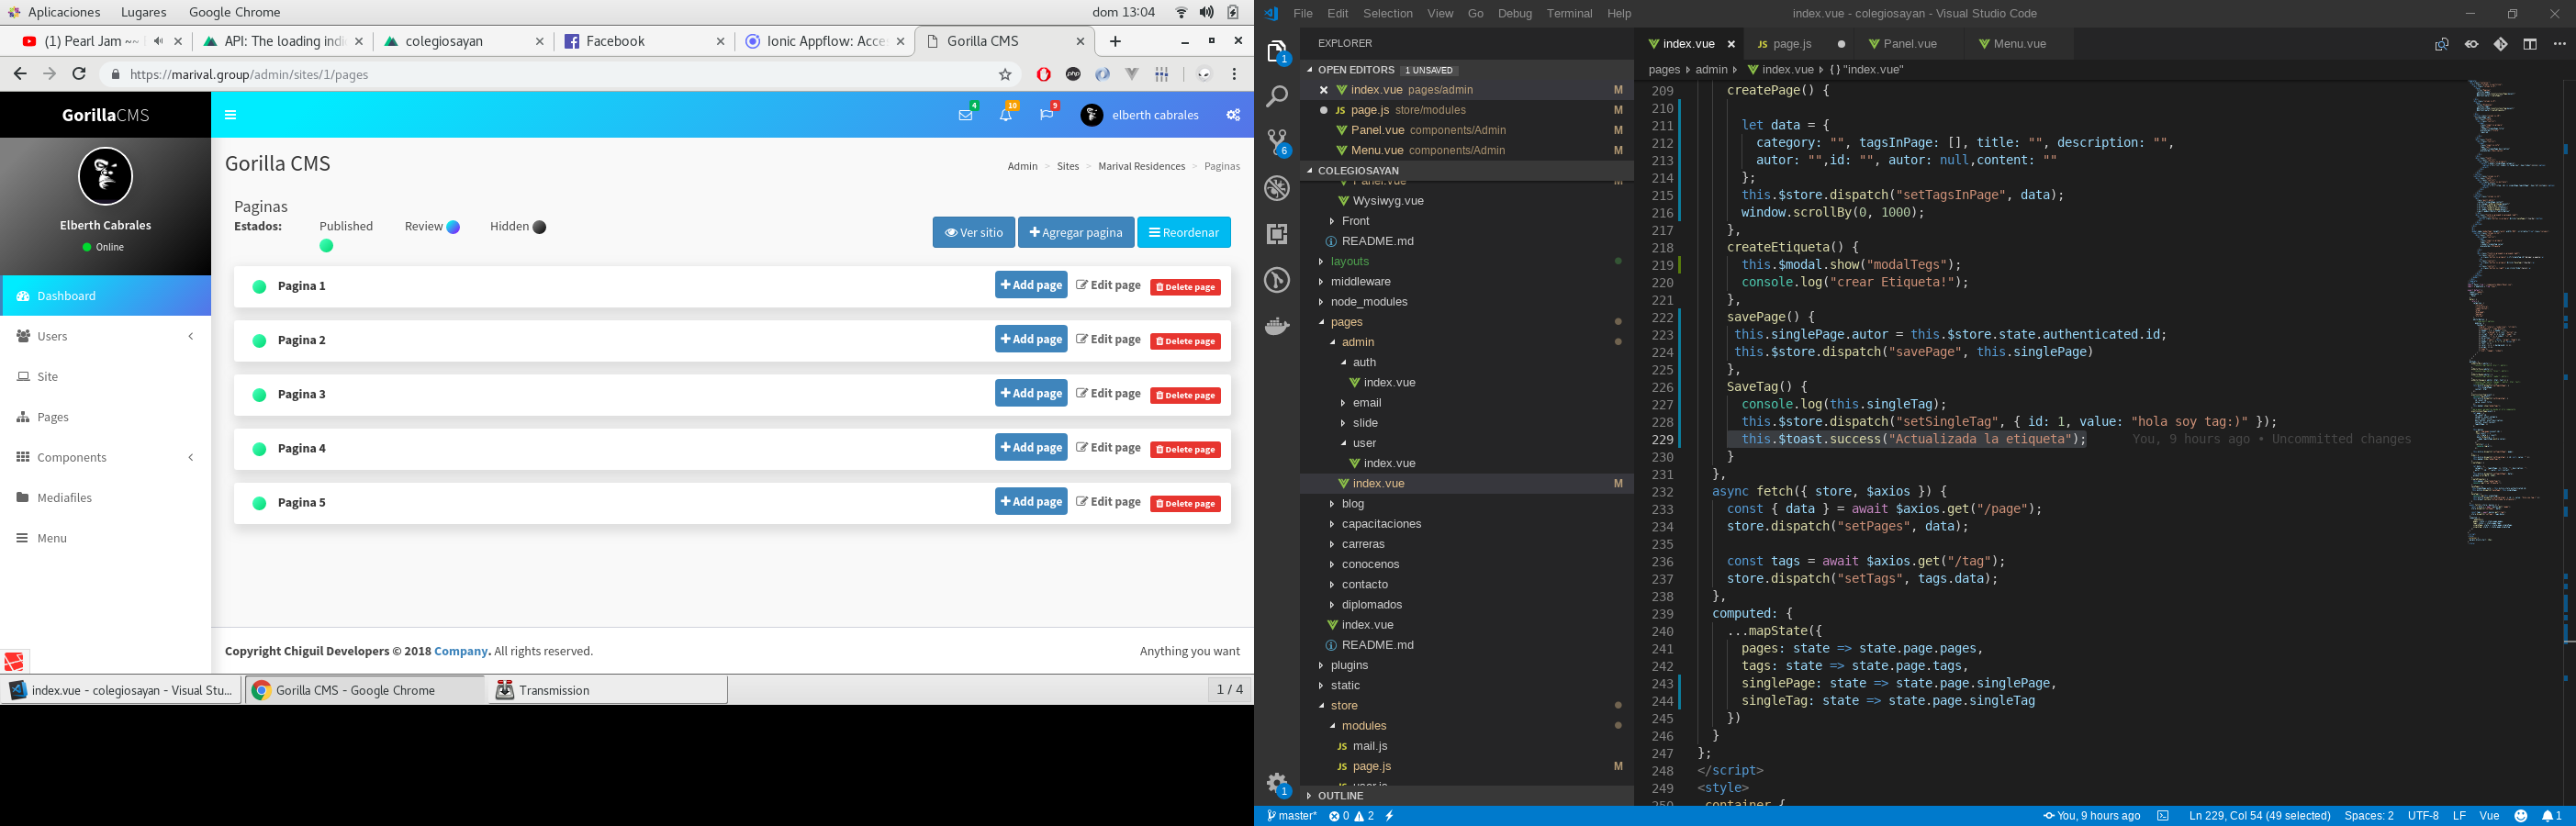 Aplicaciones Lugares Google Chrome dom 13:04
(1) Pearl Jam ~~ API: The loading indi colegiosayan Facebook Ionic Appflow: Acces Gorilla CMS
https://marival.group/admin/sites/1/pages
GorillaCMS 4 10 9 elberth cabrales
Gorilla CMS
Admin > Sites > Marival Residences > Paginas
Elberth Cabrales
Online
Paginas
Estados: Published Review Hidden
Ver sitio Agregar pagina Reordenar
Dashboard
Users
Site
Pages
Components
Mediafiles
Menu
Pagina 1 Add page Edit page Delete page
Pagina 2 Add page Edit page Delete page
Pagina 3 Add page Edit page Delete page
Pagina 4 Add page Edit page Delete page
Pagina 5 Add page Edit page Delete page
Copyright Chiguil Developers © 2018 Company. All rights reserved. Anything you want
index.vue - colegiosayan - Visual Stu... Gorilla CMS - Google Chrome Transmission 1 / 4
File Edit Selection View Go Debug Terminal Help index.vue - colegiosayan - Visual Studio Code
1
6
1
EXPLORER
OPEN EDITORS 1 UNSAVED
index.vue pages/admin M
JS page.js store/modules M
Panel.vue components/Admin M
Menu.vue components/Admin M
COLEGIOSAYAN
Panel.vue M
Wysiwyg.vue
Front
README.md
layouts
middleware
node_modules
pages
admin
auth
index.vue
email
slide
user
index.vue
index.vue M
blog
capacitaciones
carreras
conocenos
contacto
diplomados
index.vue
README.md
plugins
static
store
modules
JS mail.js
JS page.js M
OUTLINE
index.vue JS page.js Panel.vue Menu.vue
pages admin index.vue {} "index.vue"
209 createPage() {
210
211 let data = {
212 category: "", tagsInPage: [], title: "", description: "",
213 autor: "",id: "", autor: null,content: ""
214 };
215 this.$store.dispatch("setTagsInPage", data);
216 window.scrollBy(0, 1000);
217 },
218 createEtiqueta() {
219 this.$modal.show("modalTegs");
220 console.log("crear Etiqueta!");
221 },
222 savePage() {
223 this.singlePage.autor = this.$store.state.authenticated.id;
224 this.$store.dispatch("savePage", this.singlePage)
225 },
226 SaveTag() {
227 console.log(this.singleTag);
228 this.$store.dispatch("setSingleTag", { id: 1, value: "hola soy tag:)" });
229 this.$toast.success("Actualizada la etiqueta"); You, 9 hours ago • Uncommitted changes
230 }
231 },
232 async fetch({ store, $axios }) {
233 const { data } = await $axios.get("/page");
234 store.dispatch("setPages", data);
235
236 const tags = await $axios.get("/tag");
237 store.dispatch("setTags", tags.data);
238 },
239 computed: {
240 ...mapState({
241 pages: state => state.page.pages,
242 tags: state => state.page.tags,
243 singlePage: state => state.page.singlePage,
244 singleTag: state => state.page.singleTag
245 })
246 }
247 };
248 </script>
249 <style>
250 .container {
master* 0 2 You, 9 hours ago Ln 229, Col 54 (49 selected) Spaces: 2 UTF-8 LF Vue 1